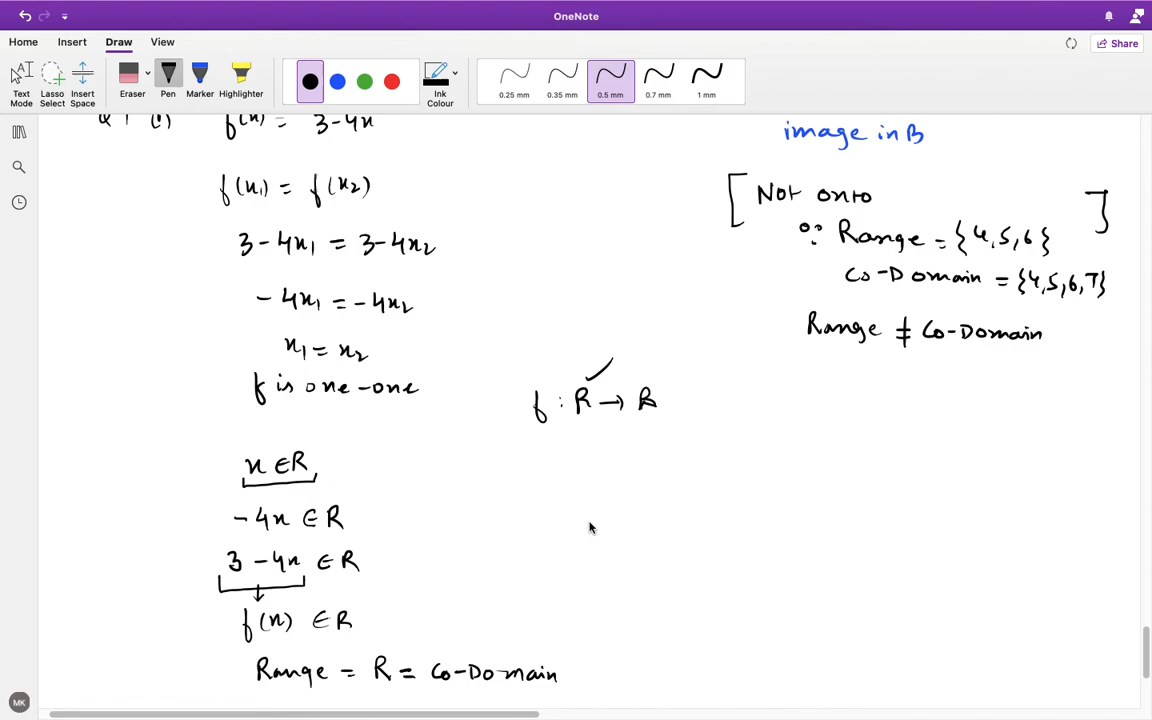 OneNote
Home Insert Draw View
Share
Text Mode
Lasso Select
Insert Space
Eraser
Pen
Marker
Highlighter
0.25 mm
0.35 mm
0.5 mm
0.7 mm
1 mm
Ink Colour
f(x) = 3-4x
f(x₁) = f(x₂)
3-4x₁ = 3-4x₂
-4x₁ = -4x₂
x₁ = x₂
f is one-one
x ∈ R
-4x ∈ R
3-4x ∈ R
f(x) ∈ R
Range = R = Co-Domain
f : R → R
image in B
[Not onto]
∵ Range = {4,5,6}
Co-Domain = {4,5,6,7}
Range ≠ Co-Domain
MK